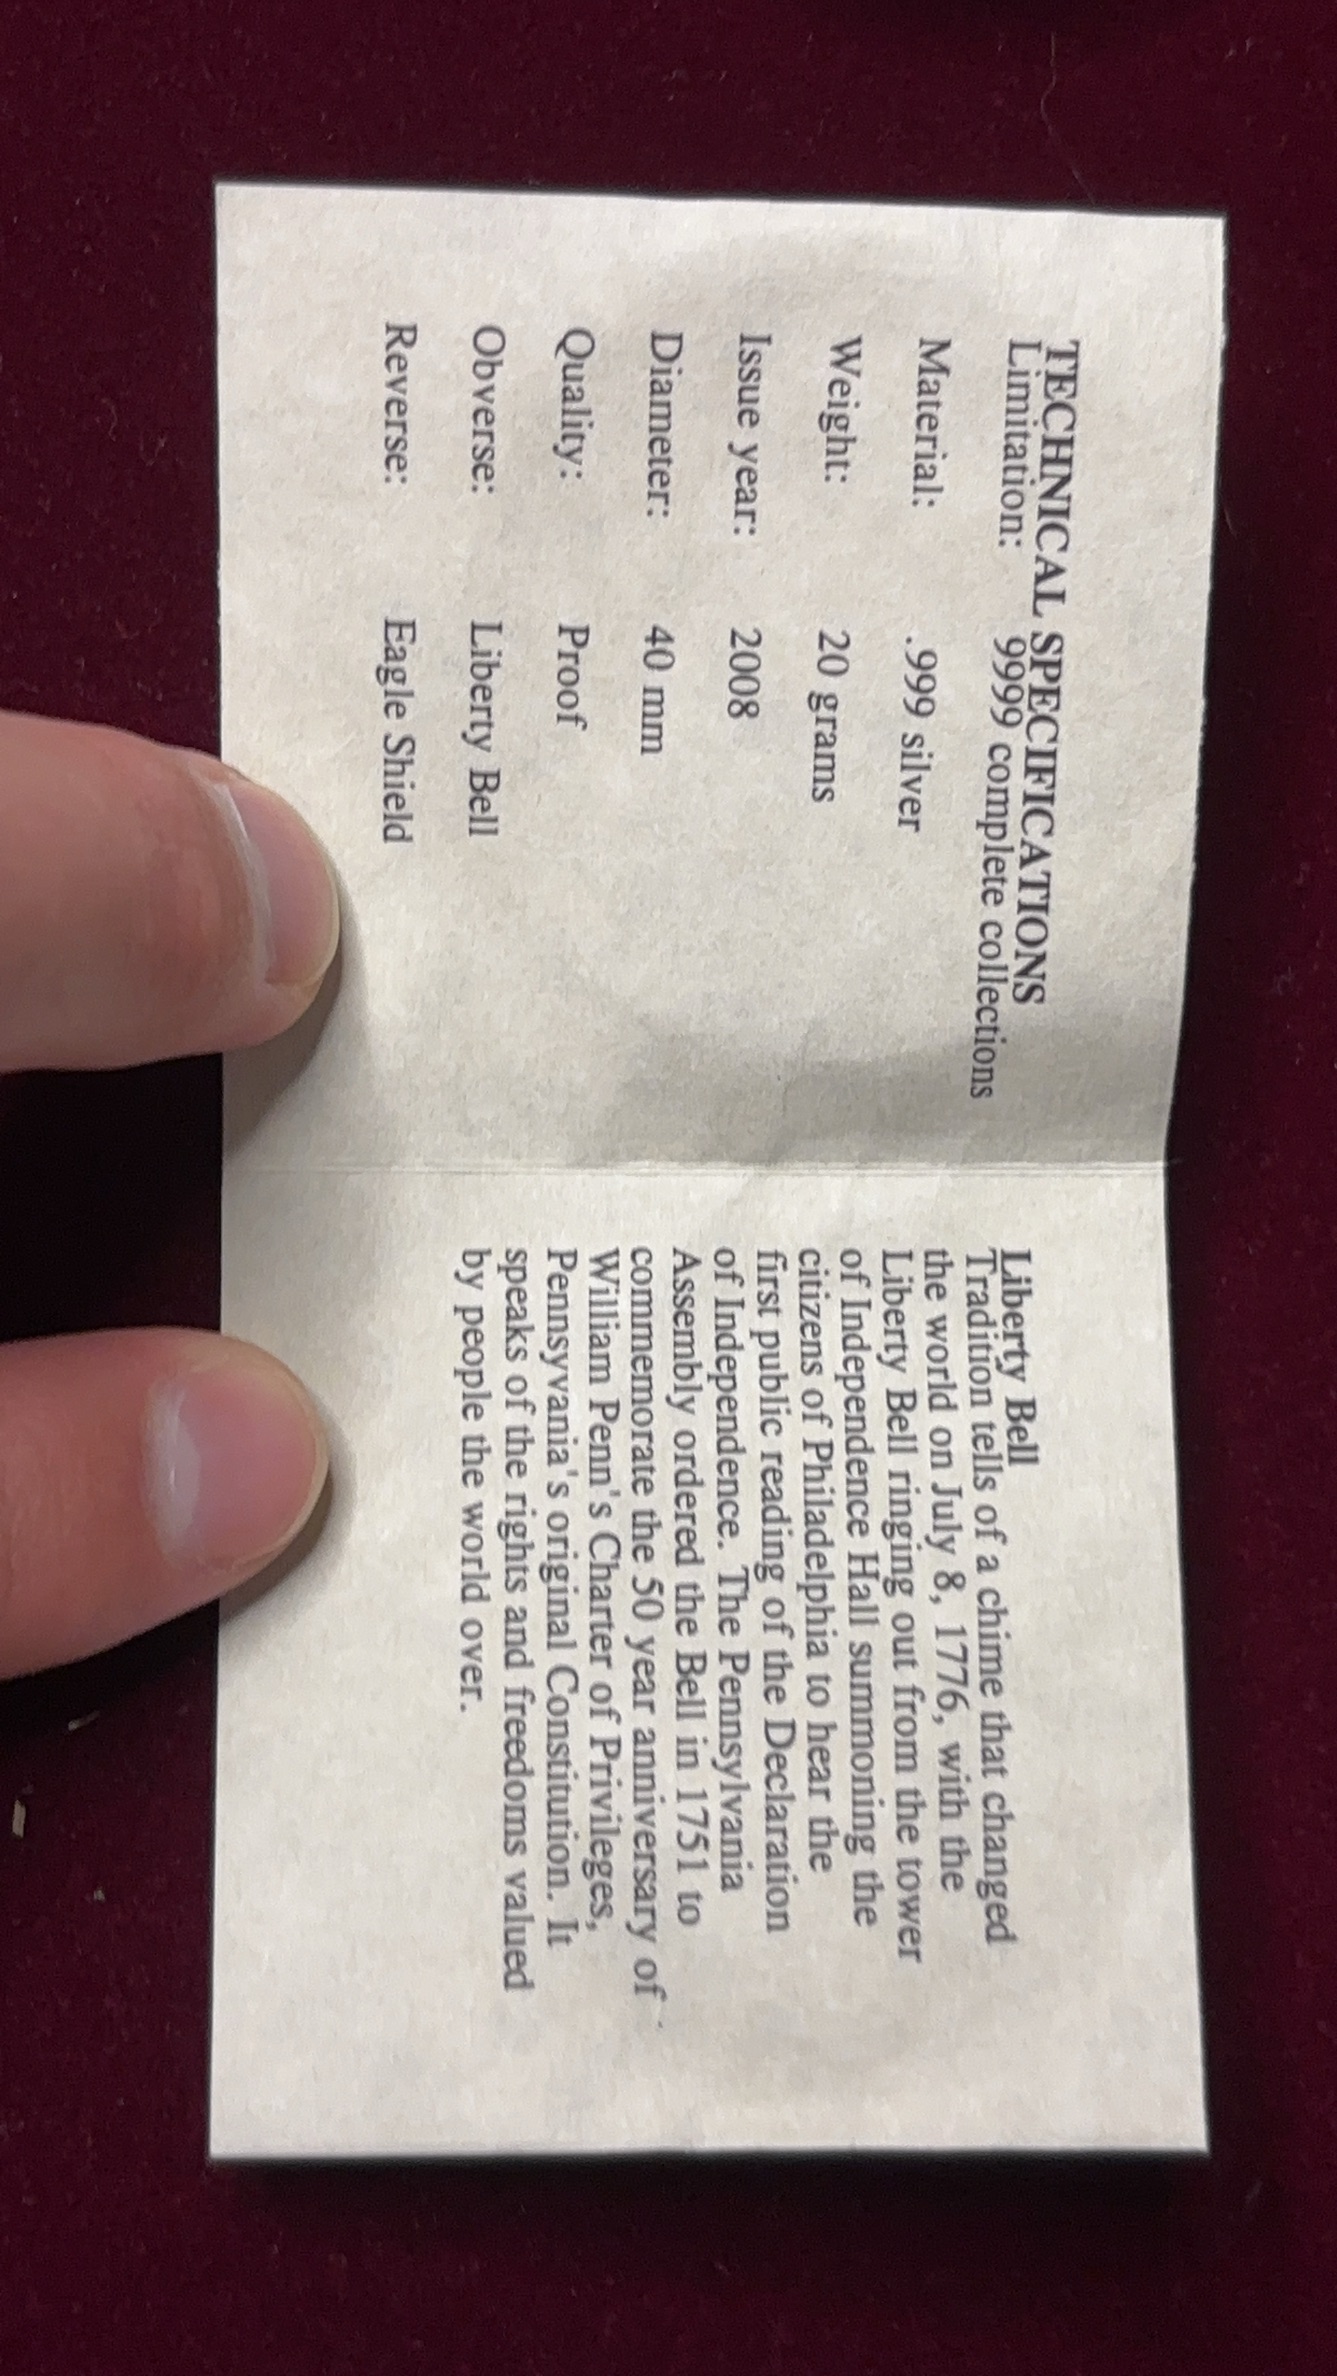 TECHNICAL SPECIFICATIONS
Limitation: 9999 complete collections
Material: .999 silver
Weight: 20 grams
Issue year: 2008
Diameter: 40 mm
Quality: Proof
Obverse: Liberty Bell
Reverse: Eagle Shield
Liberty Bell
Tradition tells of a chime that changed
the world on July 8, 1776, with the
Liberty Bell ringing out from the tower
of Independence Hall summoning the
citizens of Philadelphia to hear the
first public reading of the Declaration
of Independence. The Pennsylvania
Assembly ordered the Bell in 1751 to
commemorate the 50 year anniversary of
William Penn's Charter of Privileges,
Pennsyvania's original Constitution. It
speaks of the rights and freedoms valued
by people the world over.